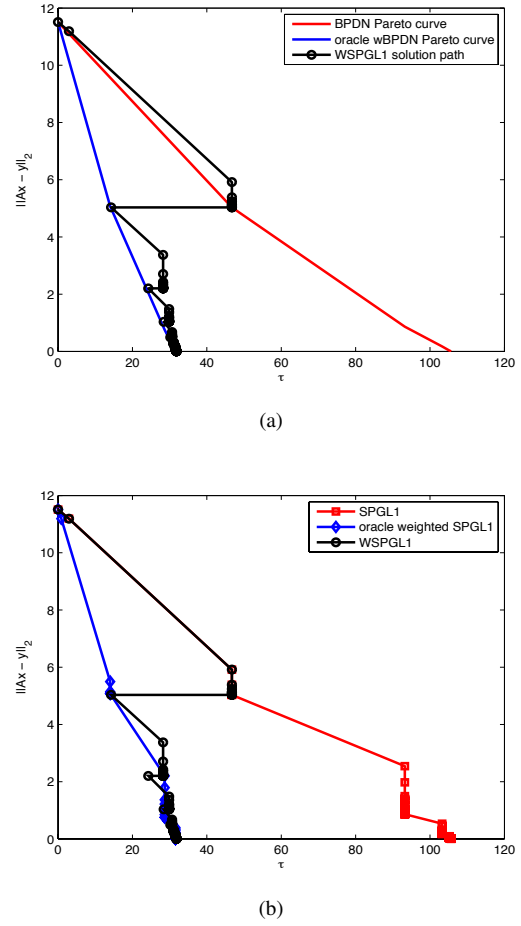 12
10
8
6
4
2
0
||Ax − y||₂
BPDN Pareto curve
oracle wBPDN Pareto curve
WSPGL1 solution path
0 20 40 60 80 100 120
τ
(a)
12
10
8
6
4
2
0
||Ax − y||₂
SPGL1
oracle weighted SPGL1
WSPGL1
0 20 40 60 80 100 120
τ
(b)